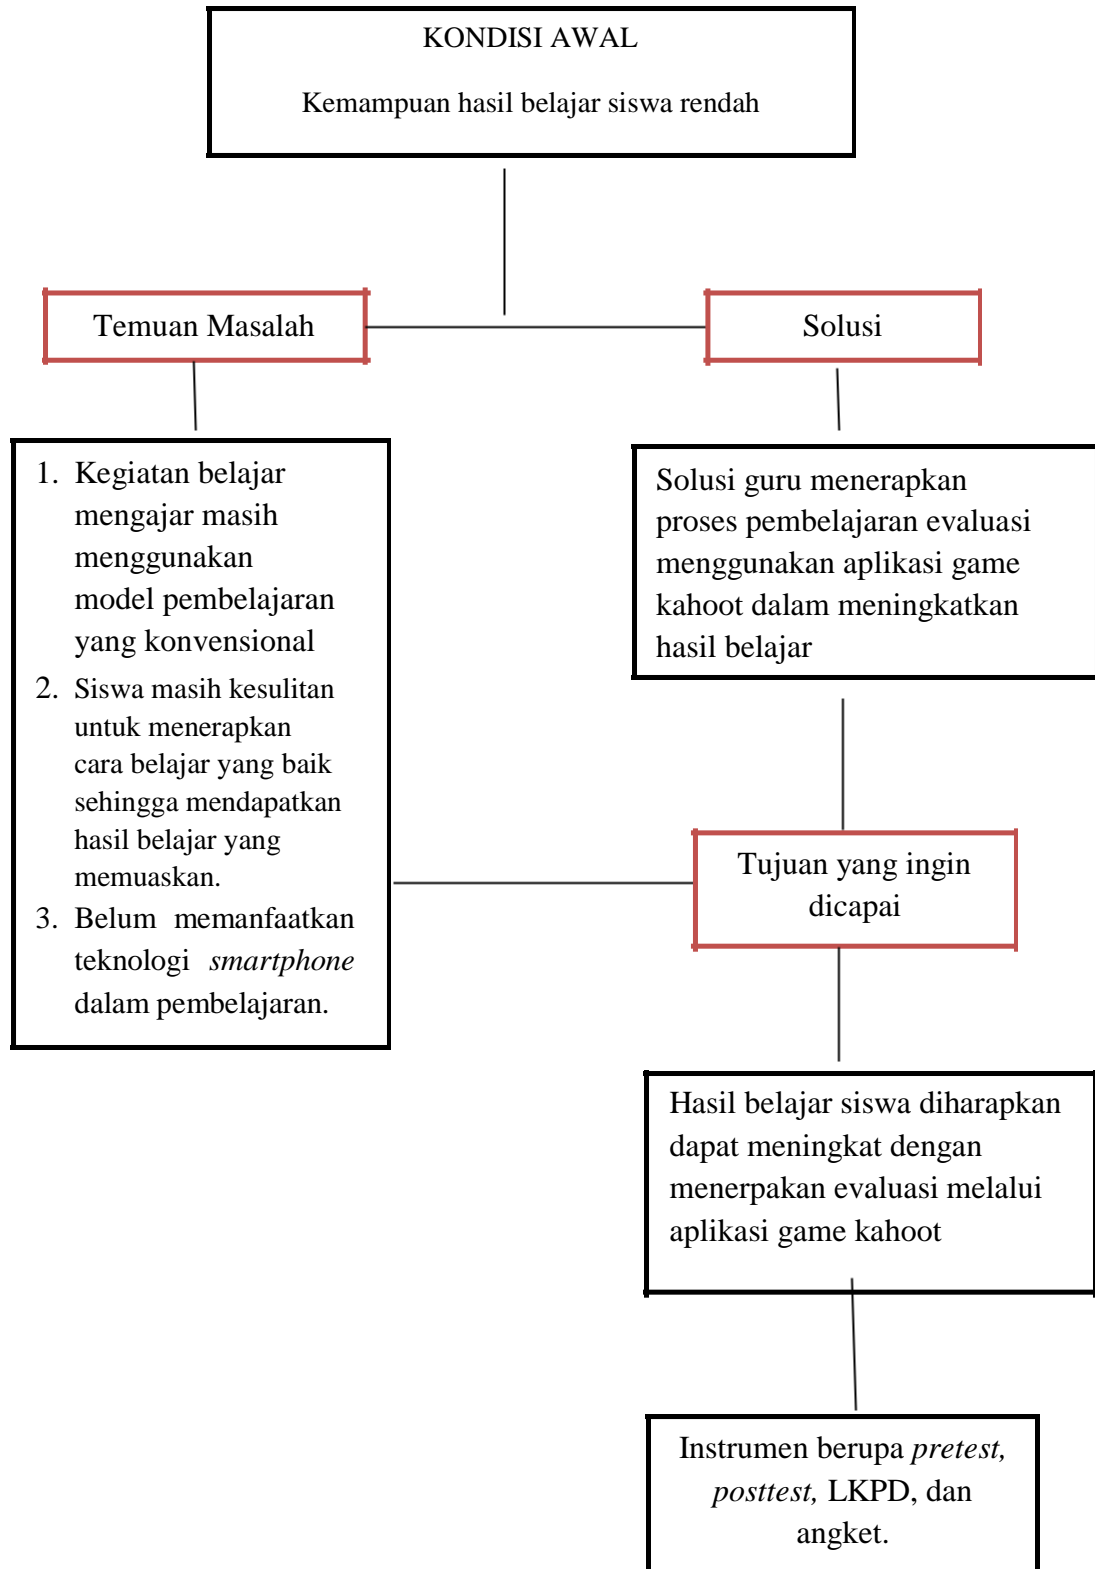 KONDISI AWAL
Kemampuan hasil belajar siswa rendah
Temuan Masalah
Solusi
1. Kegiatan belajar
mengajar masih
menggunakan
model pembelajaran
yang konvensional
2. Siswa masih kesulitan
untuk menerapkan
cara belajar yang baik
sehingga mendapatkan
hasil belajar yang
memuaskan.
3. Belum memanfaatkan
teknologi smartphone
dalam pembelajaran.
Solusi guru menerapkan
proses pembelajaran evaluasi
menggunakan aplikasi game
kahoot dalam meningkatkan
hasil belajar
Tujuan yang ingin
dicapai
Hasil belajar siswa diharapkan
dapat meningkat dengan
menerpakan evaluasi melalui
aplikasi game kahoot
Instrumen berupa pretest,
posttest, LKPD, dan
angket.